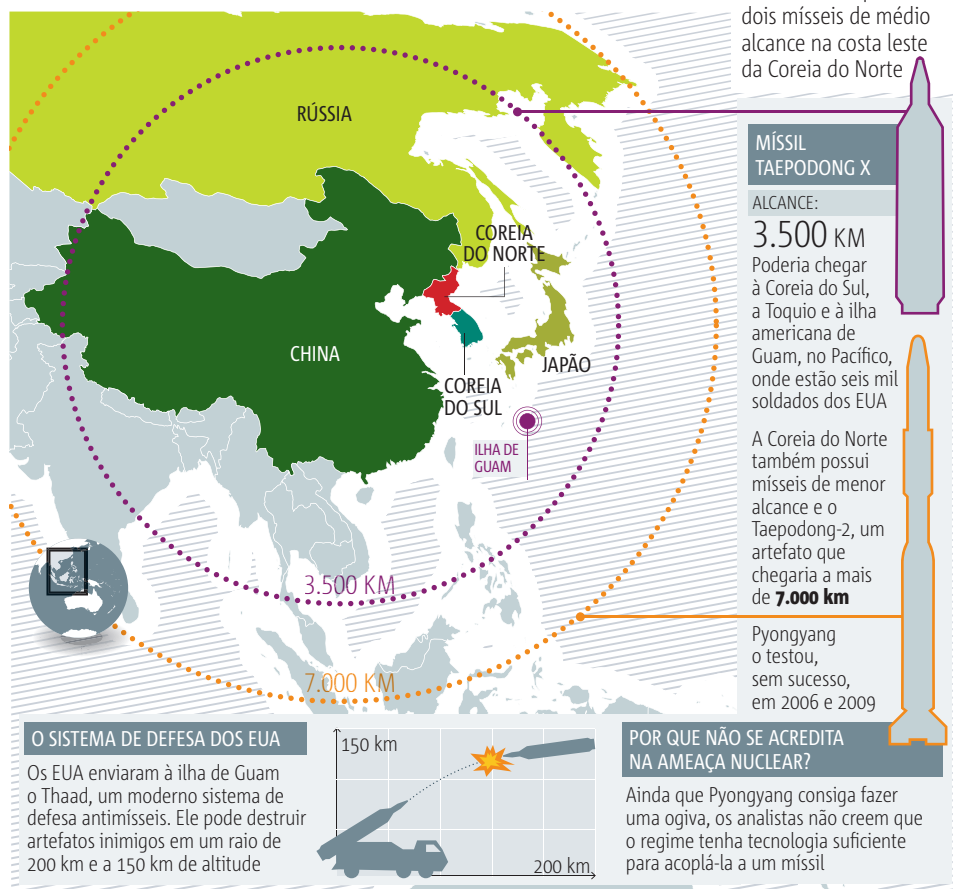 dois mísseis de médio
alcance na costa leste
da Coreia do Norte
RÚSSIA
COREIA
DO NORTE
CHINA
COREIA
DO SUL
JAPÃO
ILHA DE
GUAM
3.500 KM
7.000 KM
MÍSSIL
TAEPODONG X
ALCANCE:
3.500 KM
Poderia chegar
à Coreia do Sul,
a Toquio e à ilha
americana de
Guam, no Pacífico,
onde estão seis mil
soldados dos EUA
A Coreia do Norte
também possui
mísseis de menor
alcance e o
Taepodong-2, um
artefato que
chegaria a mais
de 7.000 km
Pyongyang
o testou,
sem sucesso,
em 2006 e 2009
O SISTEMA DE DEFESA DOS EUA
Os EUA enviaram à ilha de Guam
o Thaad, um moderno sistema de
defesa antimísseis. Ele pode destruir
artefatos inimigos em um raio de
200 km e a 150 km de altitude
150 km
200 km
POR QUE NÃO SE ACREDITA
NA AMEAÇA NUCLEAR?
Ainda que Pyongyang consiga fazer
uma ogiva, os analistas não creem que
o regime tenha tecnologia suficiente
para acoplá-la a um míssil